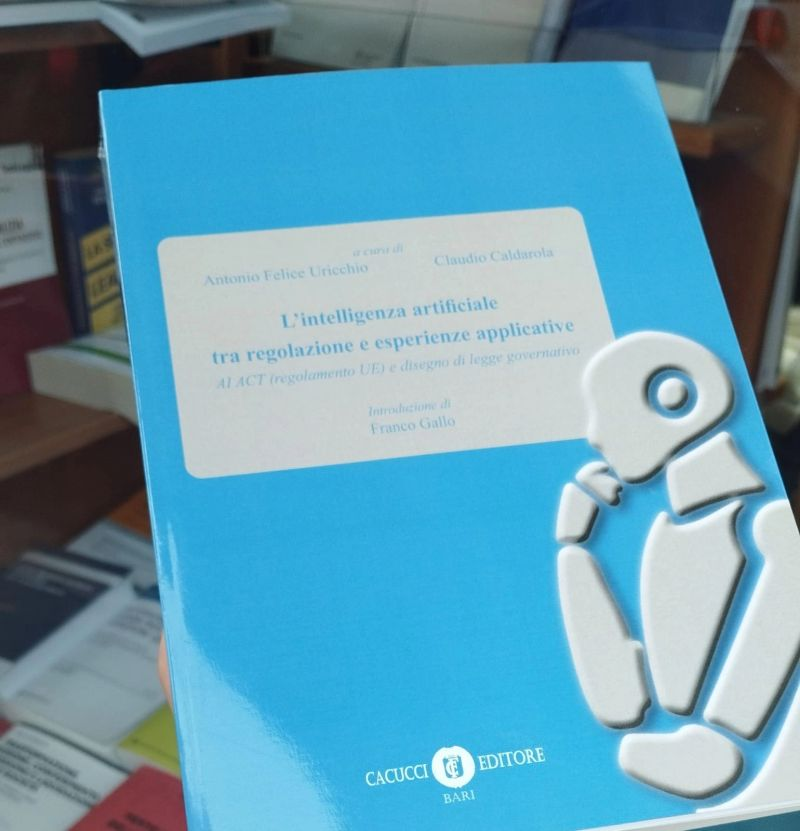 a cura di
Antonio Felice Uricchio
Claudio Caldarola
L'intelligenza artificiale
tra regolazione e esperienze applicative
AI ACT (regolamento UE) e disegno di legge governativo
Introduzione di
Franco Gallo
CACUCCI EDITORE
BARI